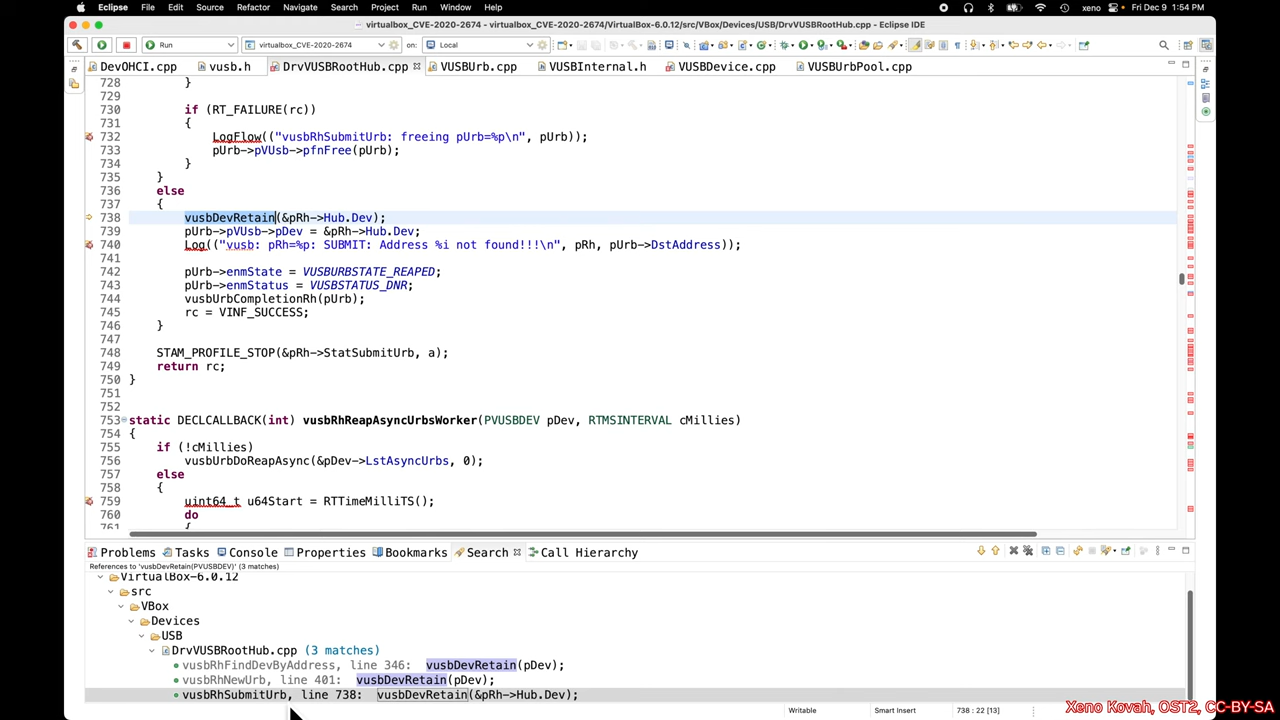 Eclipse File Edit Source Refactor Navigate Search Project Run Window Help xeno Fri Dec 9 1:54 PM
virtualbox_CVE-2020-2674 - virtualbox_CVE-2020-2674/VirtualBox-6.0.12/src/VBox/Devices/USB/DrvVUSBRootHub.cpp - Eclipse IDE
Run virtualbox_CVE-2020-2674 on: Local
DevOHCI.cpp vusb.h DrvVUSBRootHub.cpp VUSBUrb.cpp VUSBInternal.h VUSBDevice.cpp VUSBUrbPool.cpp
728 }
729
730 if (RT_FAILURE(rc))
731 {
732 LogFlow(("vusbRhSubmitUrb: freeing pUrb=%p\n", pUrb));
733 pUrb->pVUsb->pfnFree(pUrb);
734 }
735 }
736 else
737 {
738 vusbDevRetain(&pRh->Hub.Dev);
739 pUrb->pVUsb->pDev = &pRh->Hub.Dev;
740 Log(("vusb: pRh=%p: SUBMIT: Address %i not found!!!\n", pRh, pUrb->DstAddress));
741
742 pUrb->enmState = VUSBURBSTATE_REAPED;
743 pUrb->enmStatus = VUSBSTATUS_DNR;
744 vusbUrbCompletionRh(pUrb);
745 rc = VINF_SUCCESS;
746 }
747
748 STAM_PROFILE_STOP(&pRh->StatSubmitUrb, a);
749 return rc;
750 }
751
752
753 static DECLCALLBACK(int) vusbRhReapAsyncUrbsWorker(PVUSBDEV pDev, RTMSINTERVAL cMillies)
754 {
755 if (!cMillies)
756 vusbUrbDoReapAsync(&pDev->LstAsyncUrbs, 0);
757 else
758 {
759 uint64_t u64Start = RTTimeMilliTS();
760 do
761 {
Problems Tasks Console Properties Bookmarks Search Call Hierarchy
References to 'vusbDevRetain(PVUSBDEV)' (3 matches)
VirtualBox-6.0.12
src
VBox
Devices
USB
DrvVUSBRootHub.cpp (3 matches)
vusbRhFindDevByAddress, line 346: vusbDevRetain(pDev);
vusbRhNewUrb, line 401: vusbDevRetain(pDev);
vusbRhSubmitUrb, line 738: vusbDevRetain(&pRh->Hub.Dev);
Writable Smart Insert 738 : 22 [13]
Xeno Kovah, OST2, CC-BY-SA